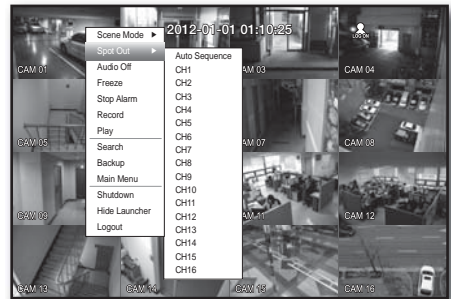 2012-01-01 01:10:25
LOG ON
Scene Mode
Spot Out
Audio Off
Freeze
Stop Alarm
Record
Play
Search
Backup
Main Menu
Shutdown
Hide Launcher
Logout
Auto Sequence
CH1
CH2
CH3
CH4
CH5
CH6
CH7
CH8
CH9
CH10
CH11
CH12
CH13
CH14
CH15
CH16
CAM 01
AM 03
CAM 04
CAM 05
AM 07
CAM 08
CAM 09
AM 11
CAM 12
CAM 13
CAM 14
CAM 15
CAM 16